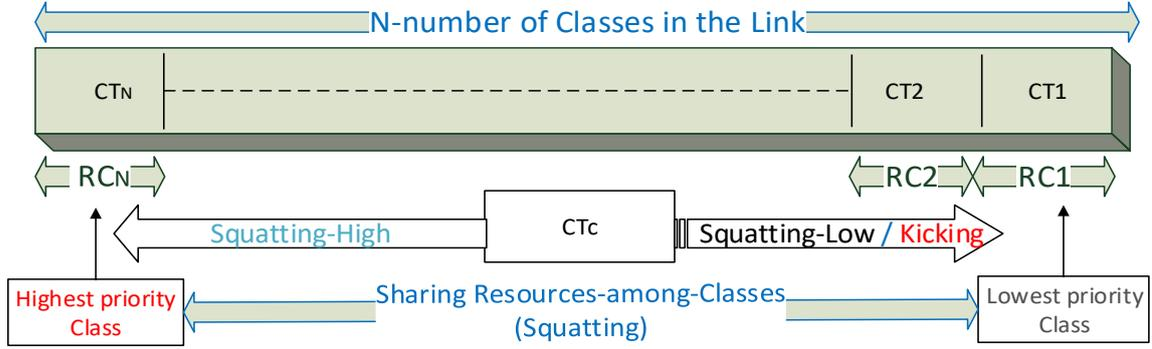 N-number of Classes in the Link
CTN
CT2
CT1
RCN
RC2
RC1
CTc
Squatting-High
Squatting-Low / Kicking
Highest priority
Class
Sharing Resources-among-Classes
(Squatting)
Lowest priority
Class